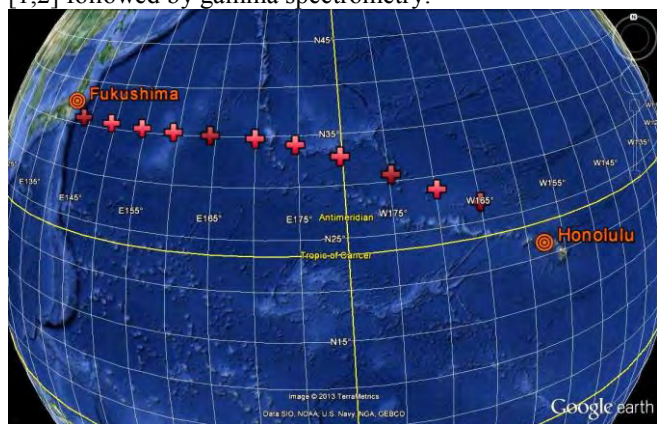 [1,2] followed by gamma spectrometry.
N
N45°
Fukushima
N35°
W145°
E135°
E145°
E155°
E165°
E175°
Antimeridian
W175°
W165°
W155°
N25°
Honolulu
Tropic of Cancer
N15°
Image © 2013 TerraMetrics
Data SIO, NOAA, U.S. Navy, NGA, GEBCO
Google earth